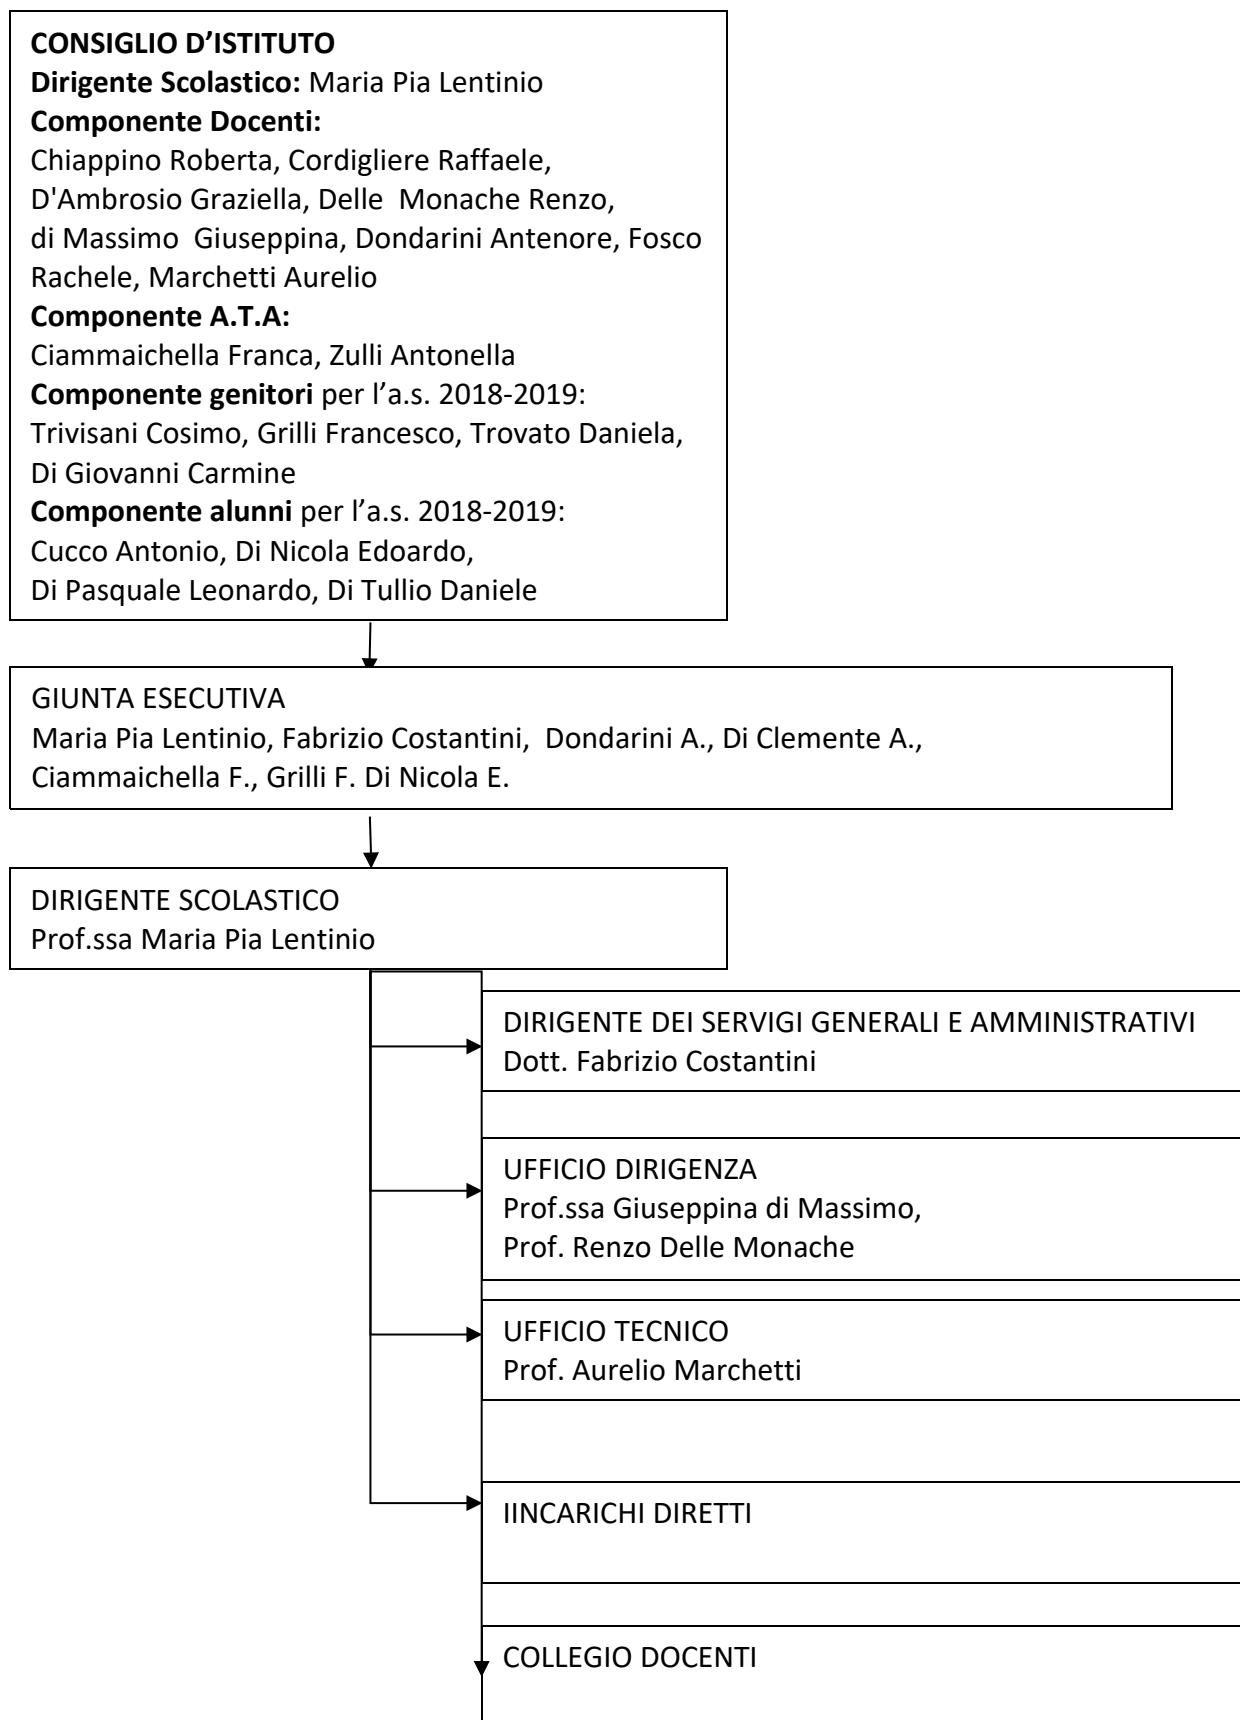 CONSIGLIO D’ISTITUTO
Dirigente Scolastico: Maria Pia Lentinio
Componente Docenti:
Chiappino Roberta, Cordigliere Raffaele,
D'Ambrosio Graziella, Delle  Monache Renzo,
di Massimo  Giuseppina, Dondarini Antenore, Fosco
Rachele, Marchetti Aurelio
Componente A.T.A:
Ciammaichella Franca, Zulli Antonella
Componente genitori per l’a.s. 2018-2019:
Trivisani Cosimo, Grilli Francesco, Trovato Daniela,
Di Giovanni Carmine
Componente alunni per l’a.s. 2018-2019:
Cucco Antonio, Di Nicola Edoardo,
Di Pasquale Leonardo, Di Tullio Daniele
GIUNTA ESECUTIVA
Maria Pia Lentinio, Fabrizio Costantini,  Dondarini A., Di Clemente A.,
Ciammaichella F., Grilli F. Di Nicola E.
DIRIGENTE SCOLASTICO
Prof.ssa Maria Pia Lentinio
DIRIGENTE DEI SERVIGI GENERALI E AMMINISTRATIVI
Dott. Fabrizio Costantini
UFFICIO DIRIGENZA
Prof.ssa Giuseppina di Massimo,
Prof. Renzo Delle Monache
UFFICIO TECNICO
Prof. Aurelio Marchetti
IINCARICHI DIRETTI
COLLEGIO DOCENTI